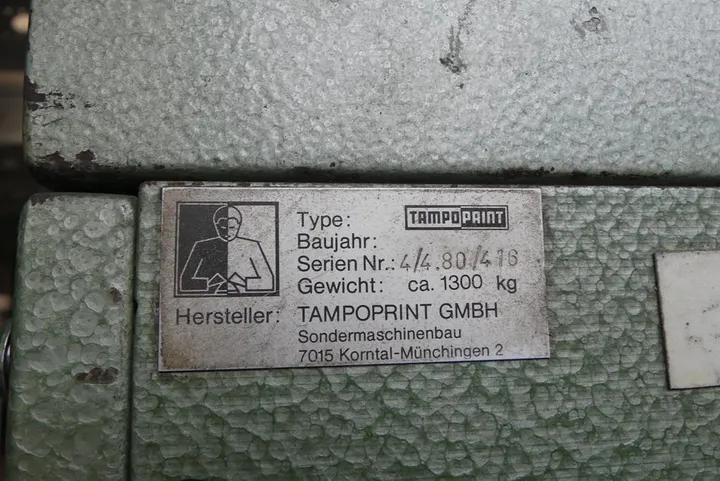 Type: TAMPOPRINT
Baujahr:
Serien Nr.: 4/4.80/416
Gewicht: ca. 1300 kg
Hersteller: TAMPOPRINT GMBH
Sondermaschinenbau
7015 Korntal-Münchingen 2